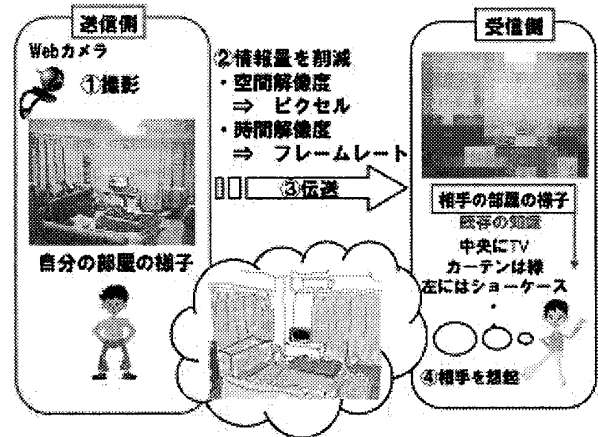 送信側
Webカメラ
①撮影
自分の部屋の様子
②情報量を削減
・空間解像度
⇒ ピクセル
・時間解像度
⇒ フレームレート
③伝送
受信側
相手の部屋の様子
既存の知識
中央にTV
カーテンは緑
左にはショーケース
・
④相手を想起